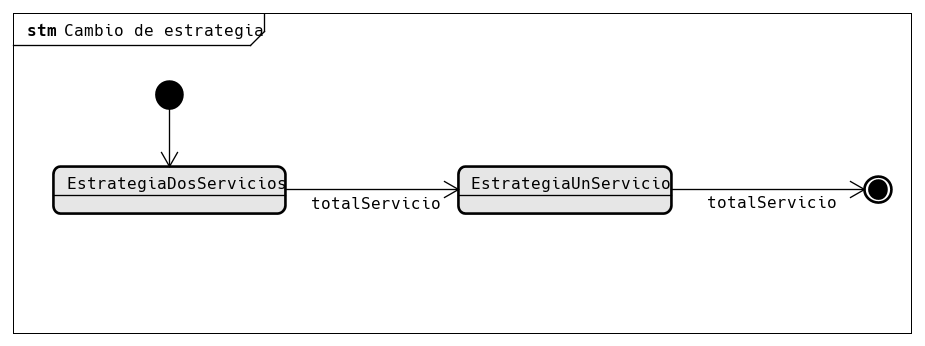 stm Cambio de estrategia
EstrategiaDosServicios
totalServicio
EstrategiaUnServicio
totalServicio